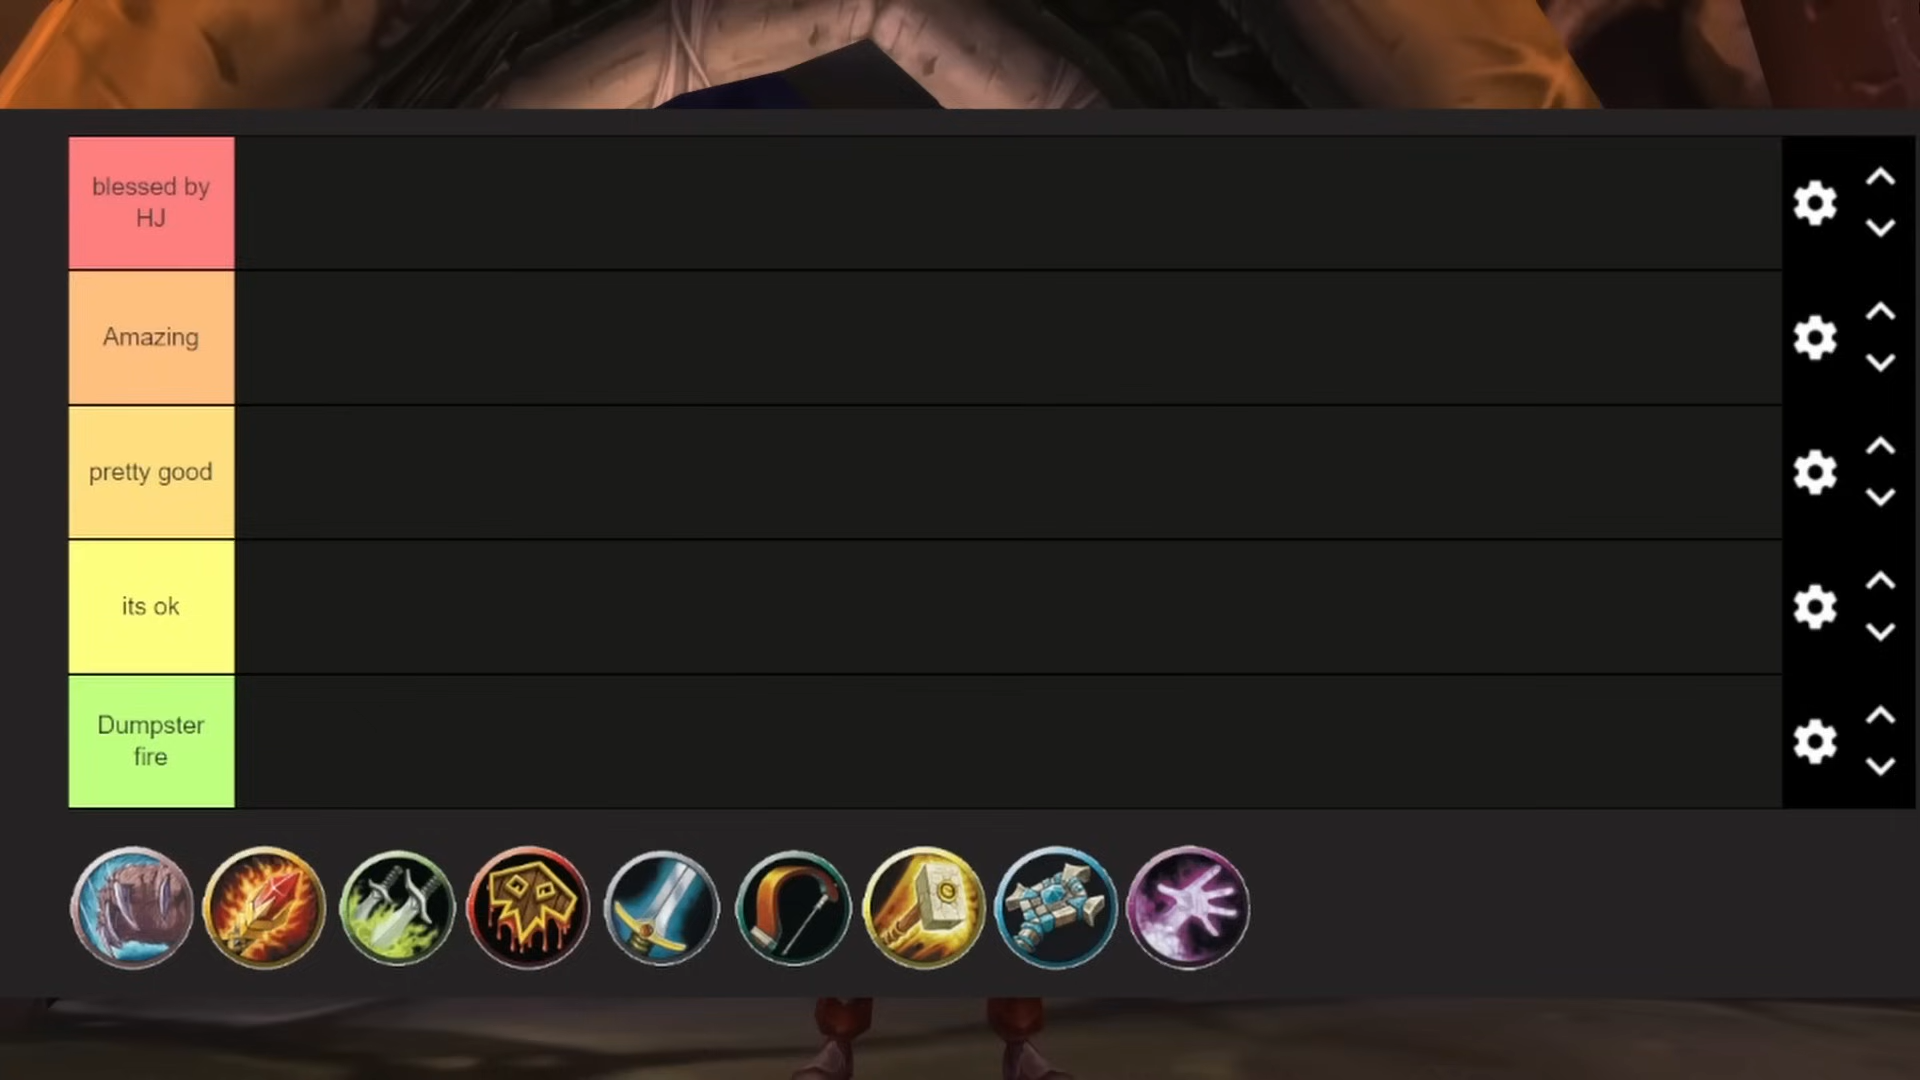 blessed by
HJ
Amazing
pretty good
its ok
Dumpster
fire